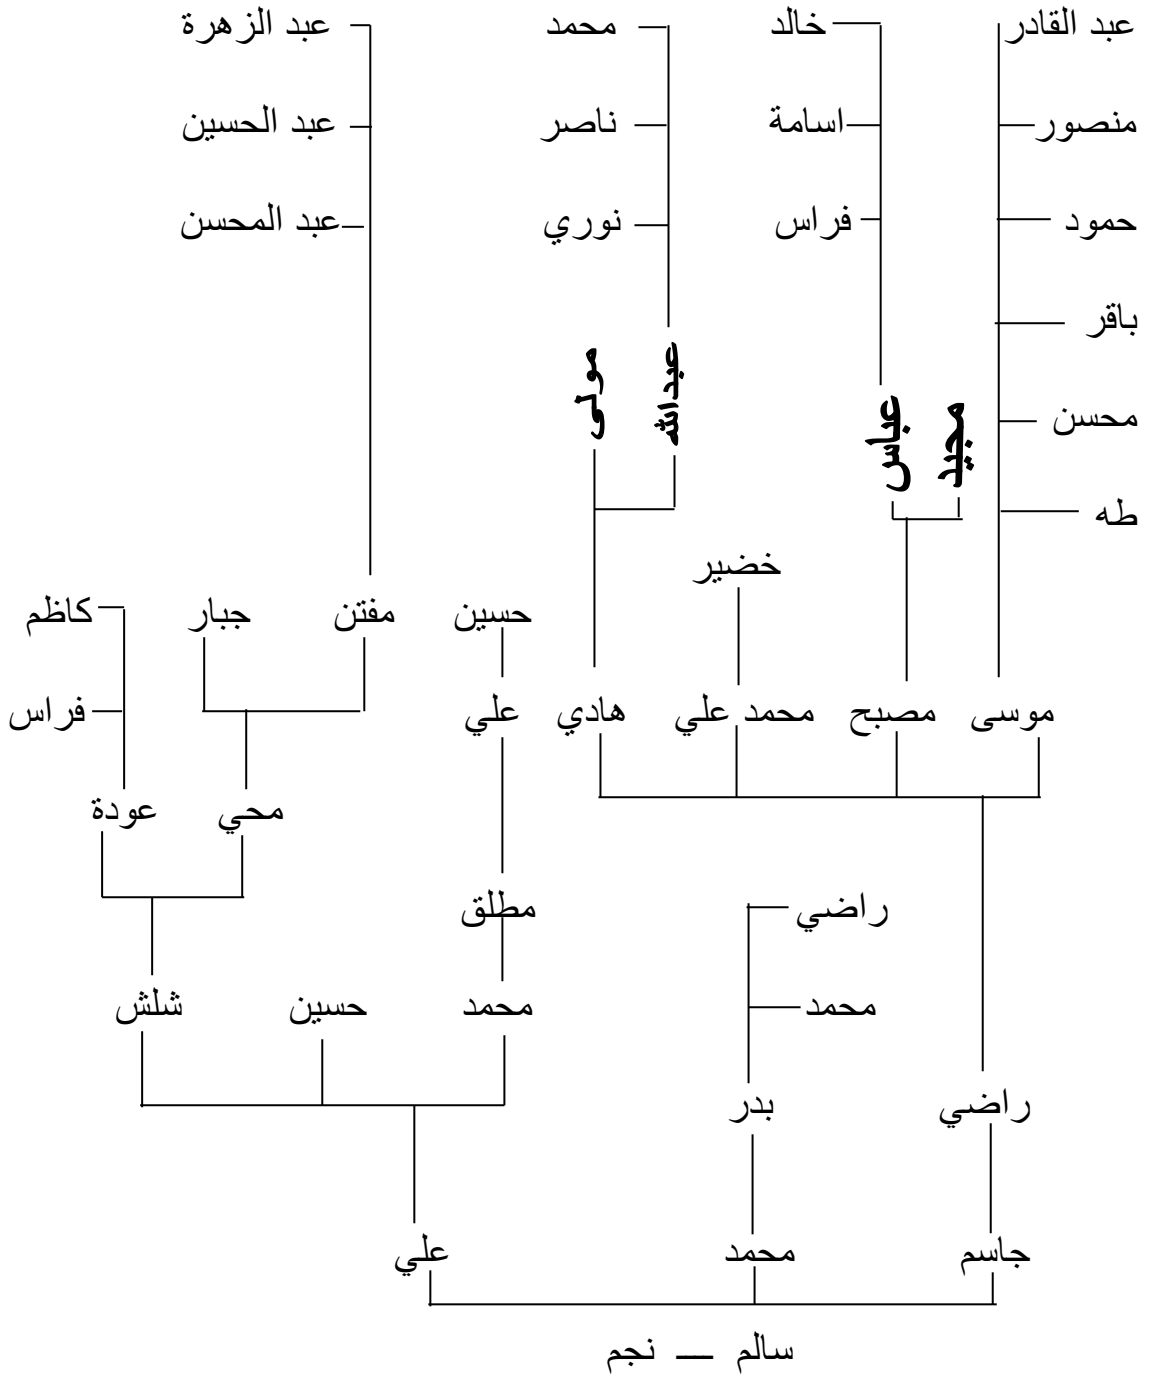 عبد القادر
خالد
محمد
عبد الزهرة
منصور
اسامة
ناصر
عبد الحسين
حمود
فراس
نوري
عبد المحسن
باقر
محسن
مجيد
عباس
عبدالله
مولى
طه
خضير
حسين
مفتن
جبار
كاظم
موسى
مصبح
محمد علي
هادي
علي
فراس
محي
عودة
راضي
مطلق
محمد
محمد
حسين
شلش
راضي
بدر
جاسم
محمد
علي
سالم — نجم